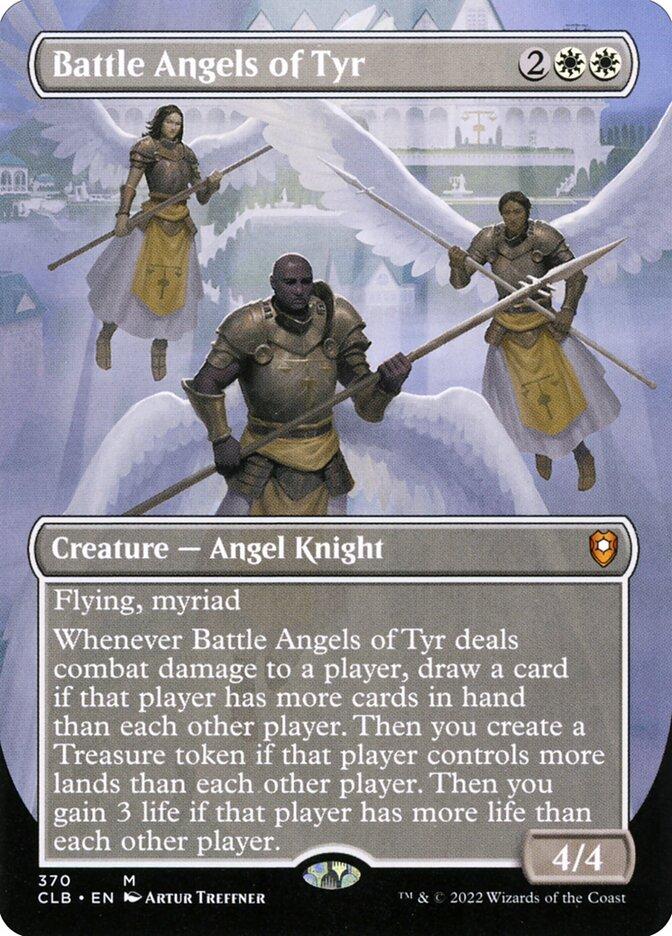 Battle Angels of Tyr 2
Creature — Angel Knight
Flying, myriad
Whenever Battle Angels of Tyr deals
combat damage to a player, draw a card
if that player has more cards in hand
than each other player. Then you create a
Treasure token if that player controls more
lands than each other player. Then you
gain 3 life if that player has more life than
each other player.
4/4
370 M
CLB • EN Artur Treffner
™ & © 2022 Wizards of the Coast